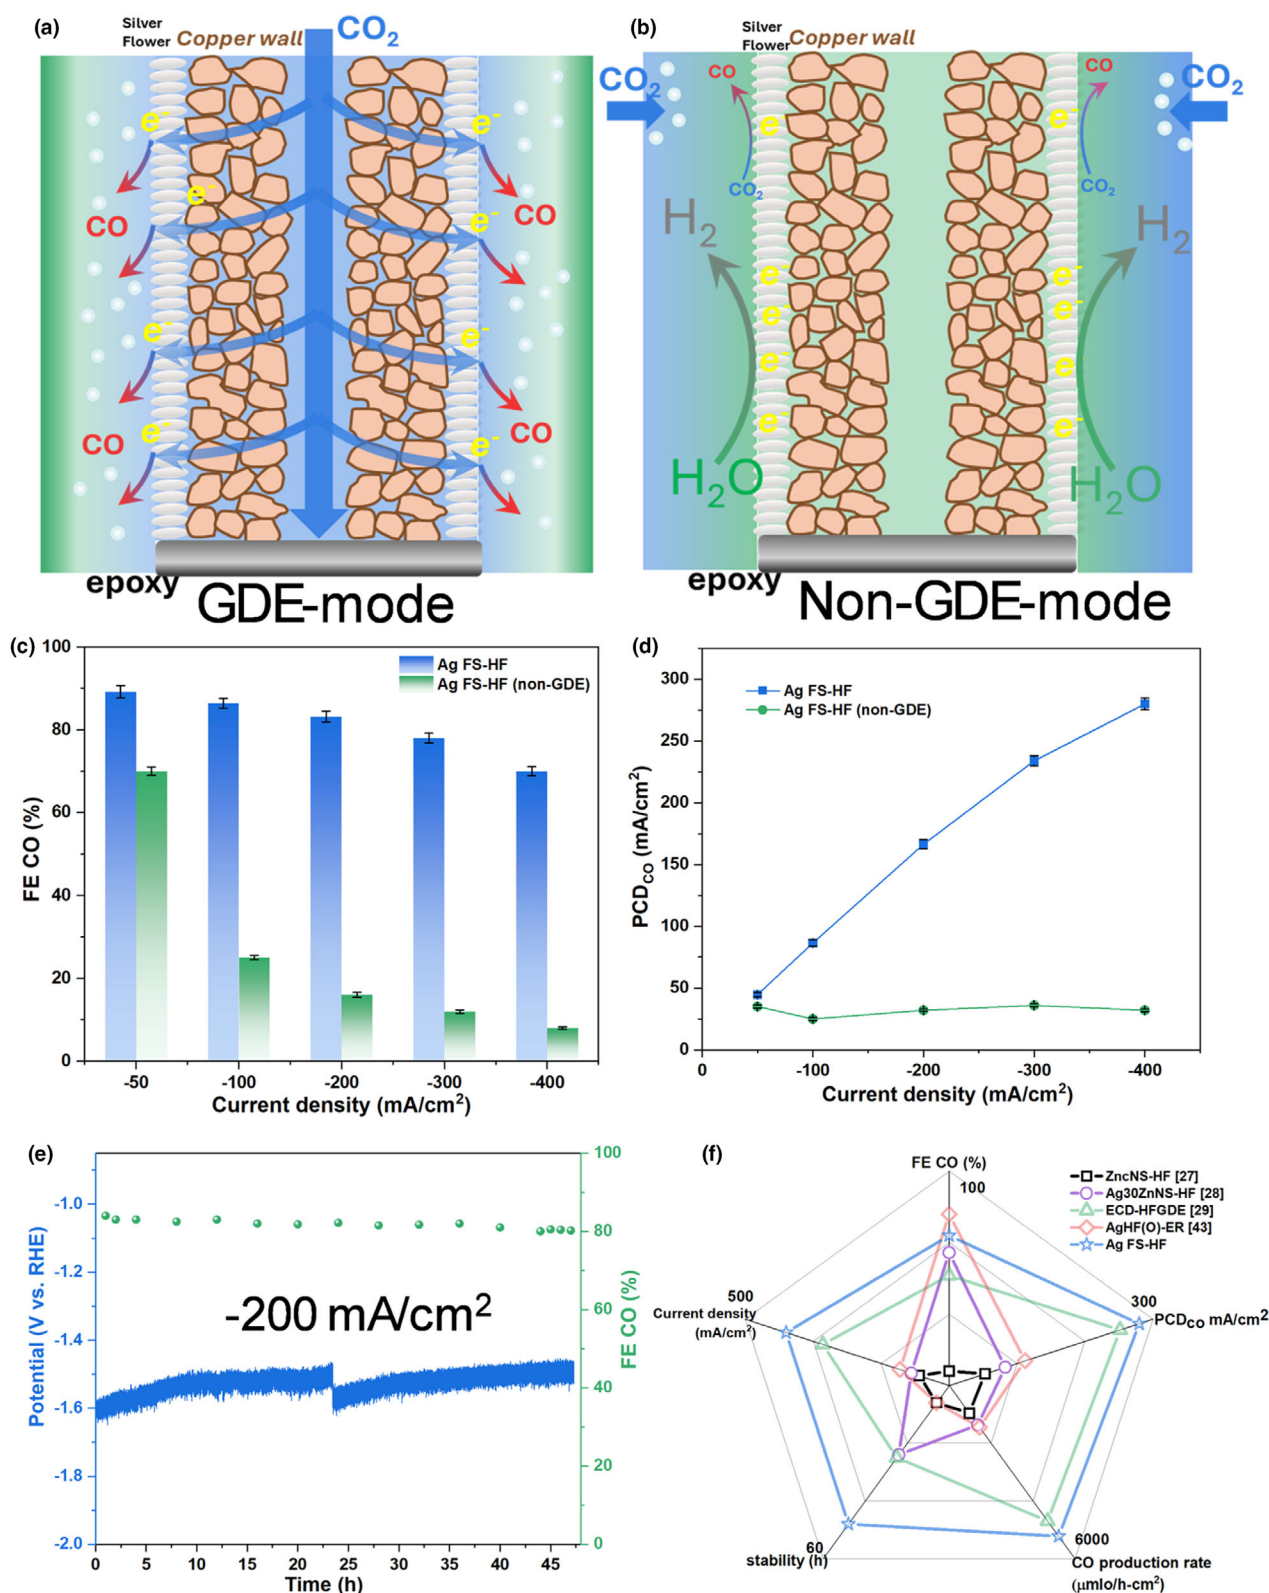 (a)
Silver
Flower
Copper wall
CO2
e-
e-
e-
e-
e-
e-
e-
e-
e-
CO
CO
CO
CO
CO
CO
epoxy
GDE-mode
(b)
Silver
Flower
Copper wall
CO2
CO2
CO
CO
CO2
CO2
e-
e-
e-
e-
e-
e-
e-
e-
e-
e-
H2
H2
H2O
H2O
epoxy
Non-GDE-mode
(c)
Ag FS-HF
Ag FS-HF (non-GDE)
FE CO (%)
100
80
60
40
20
0
-50
-100
-200
-300
-400
Current density (mA/cm2)
(d)
Ag FS-HF
Ag FS-HF (non-GDE)
PCDCO (mA/cm2)
300
250
200
150
100
50
0
0
-100
-200
-300
-400
Current density (mA/cm2)
(e)
Potential (V vs. RHE)
-1.0
-1.2
-1.4
-1.6
-1.8
-2.0
-200 mA/cm2
100
80
60
40
20
0
FE CO (%)
0
5
10
15
20
25
30
35
40
45
Time (h)
(f)
FE CO (%)
100
ZncNS-HF [27]
Ag30ZnNS-HF [28]
ECD-HFGDE [29]
AgHF(O)-ER [43]
Ag FS-HF
500
Current density
(mA/cm2)
300
PCDCO mA/cm2
60
stability (h)
6000
CO production rate
(μmlo/h·cm2)